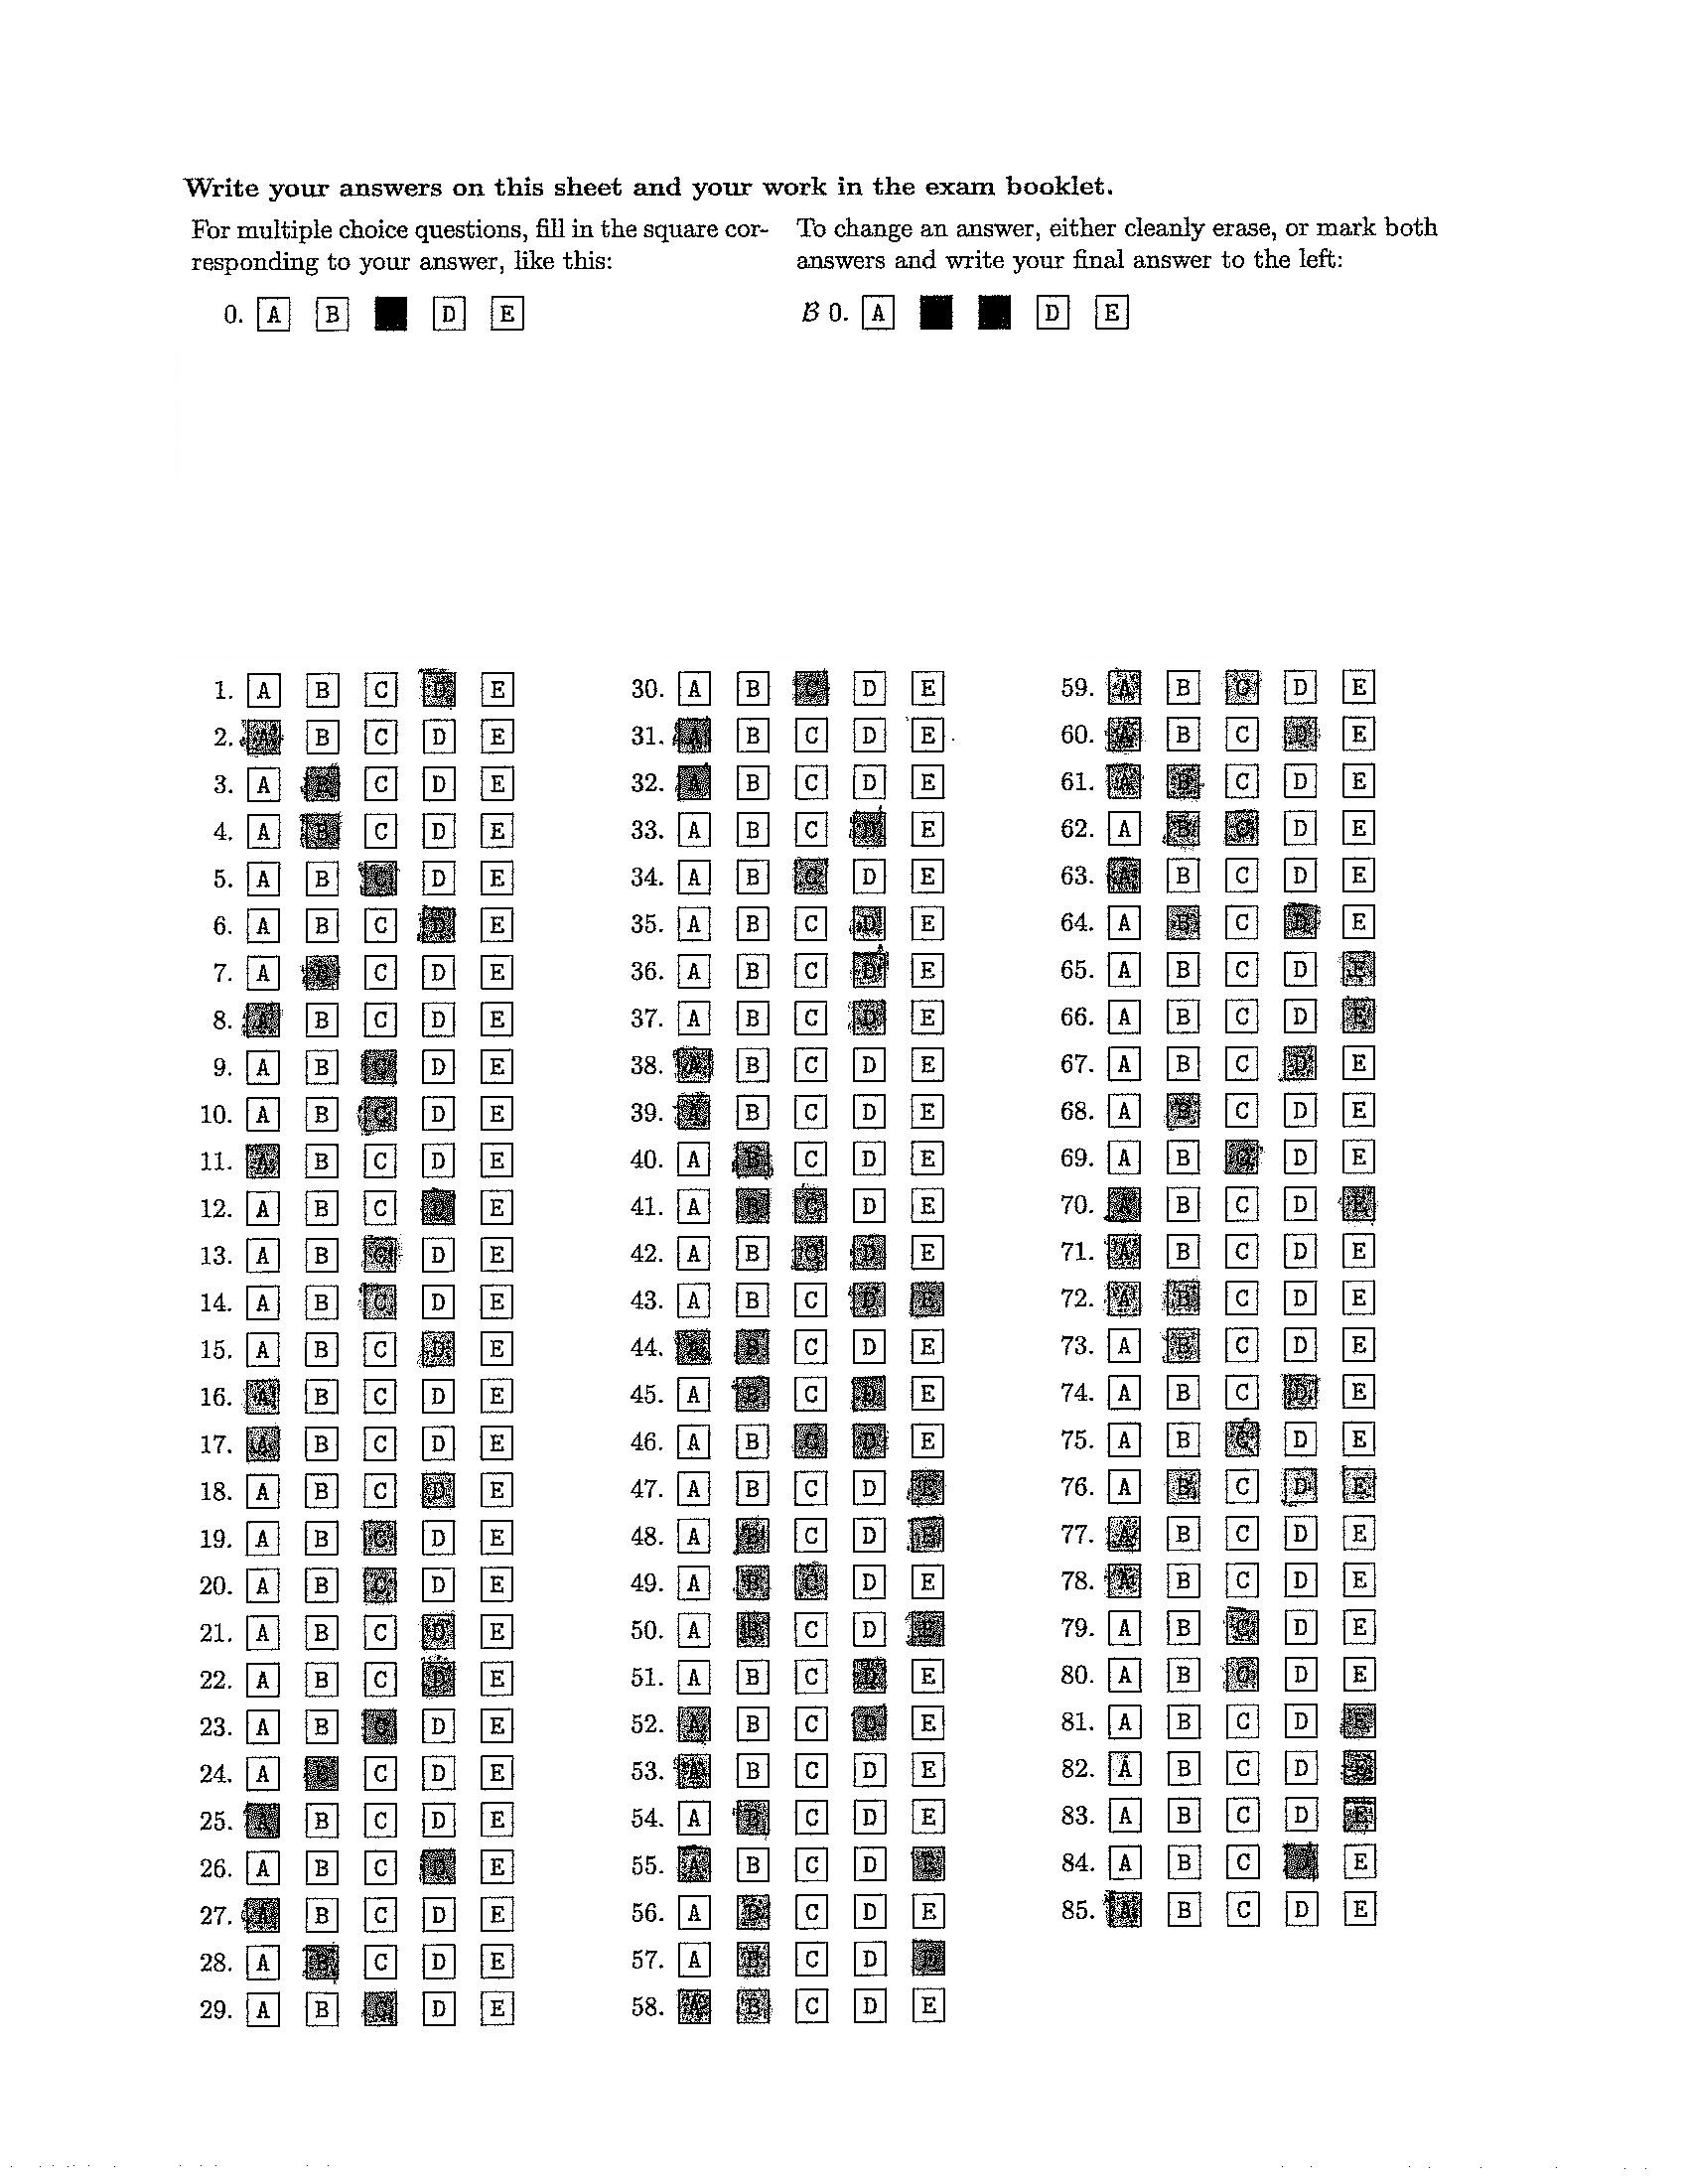 Write your answers on this sheet and your work in the exam booklet.
For multiple choice questions, fill in the square cor-
responding to your answer, like this:
0. A B D E
To change an answer, either cleanly erase, or mark both
answers and write your final answer to the left:
B 0. A D E
1. A B C D E
2. A B C D E
3. A B C D E
4. A B C D E
5. A B C D E
6. A B C D E
7. A B C D E
8. A B C D E
9. A B C D E
10. A B C D E
11. A B C D E
12. A B C D E
13. A B C D E
14. A B C D E
15. A B C D E
16. A B C D E
17. A B C D E
18. A B C D E
19. A B C D E
20. A B C D E
21. A B C D E
22. A B C D E
23. A B C D E
24. A B C D E
25. A B C D E
26. A B C D E
27. A B C D E
28. A B C D E
29. A B C D E
30. A B C D E
31. A B C D E
32. A B C D E
33. A B C D E
34. A B C D E
35. A B C D E
36. A B C D E
37. A B C D E
38. A B C D E
39. A B C D E
40. A B C D E
41. A B C D E
42. A B C D E
43. A B C D E
44. A B C D E
45. A B C D E
46. A B C D E
47. A B C D E
48. A B C D E
49. A B C D E
50. A B C D E
51. A B C D E
52. A B C D E
53. A B C D E
54. A B C D E
55. A B C D E
56. A B C D E
57. A B C D E
58. A B C D E
59. A B C D E
60. A B C D E
61. A B C D E
62. A B C D E
63. A B C D E
64. A B C D E
65. A B C D E
66. A B C D E
67. A B C D E
68. A B C D E
69. A B C D E
70. A B C D E
71. A B C D E
72. A B C D E
73. A B C D E
74. A B C D E
75. A B C D E
76. A B C D E
77. A B C D E
78. A B C D E
79. A B C D E
80. A B C D E
81. A B C D E
82. A B C D E
83. A B C D E
84. A B C D E
85. A B C D E